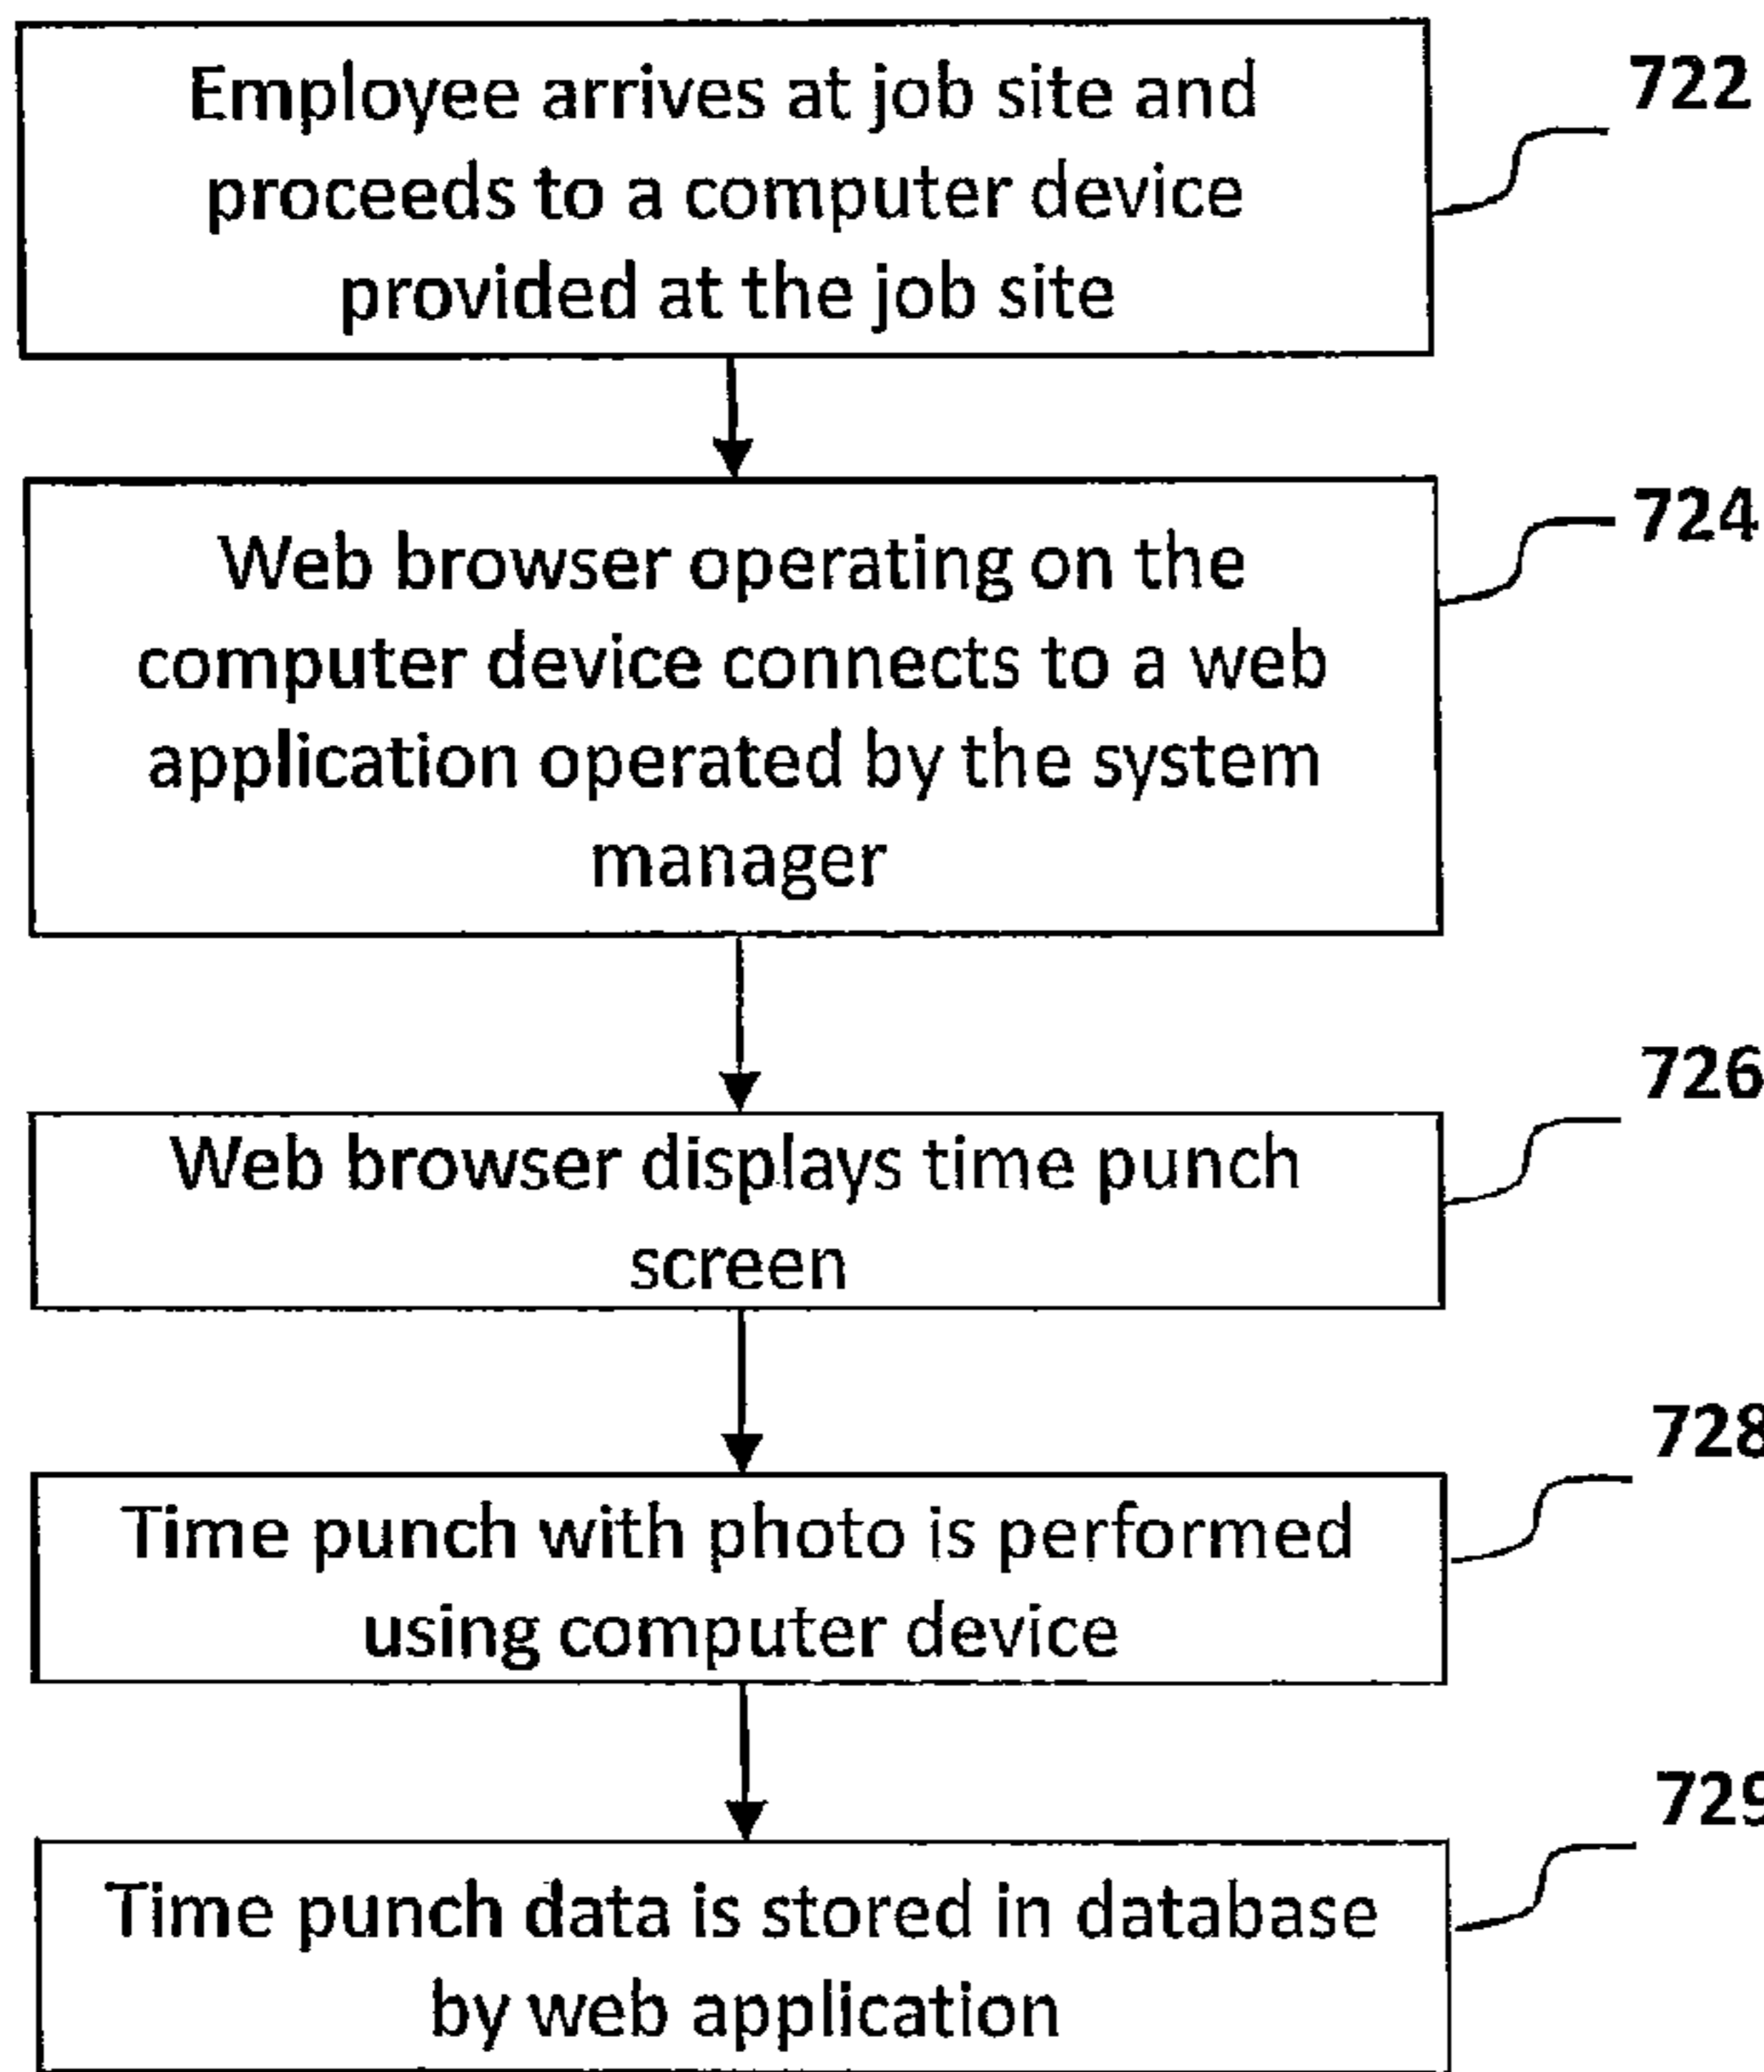 Employee arrives at job site and
proceeds to a computer device
provided at the job site
722
Web browser operating on the
computer device connects to a web
application operated by the system
manager
724
Web browser displays time punch
screen
726
Time punch with photo is performed
using computer device
728
Time punch data is stored in database
by web application
729